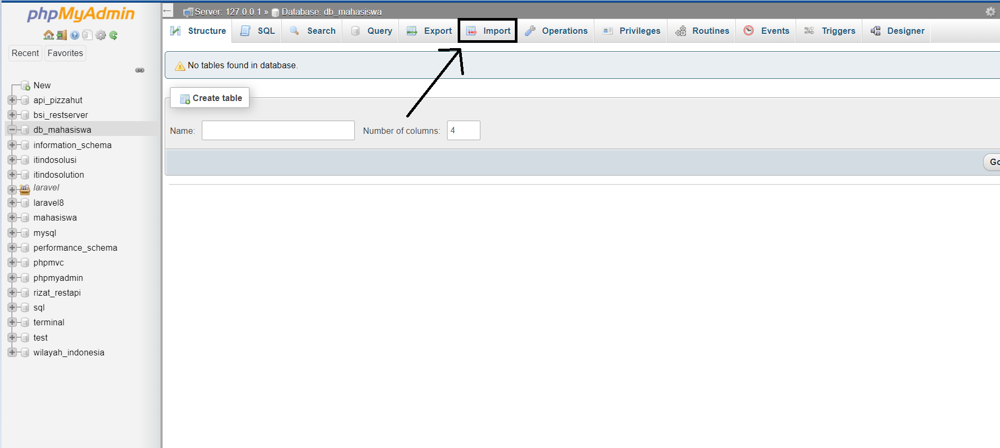 phpMyAdmin
Recent Favorites
New
api_pizzahut
bsi_restserver
db_mahasiswa
information_schema
itindosolusi
itindosolution
laravel
laravel8
mahasiswa
mysql
performance_schema
phpmvc
phpmyadmin
rizat_restapi
sql
terminal
test
wilayah_indonesia
Server: 127.0.0.1 » Database: db_mahasiswa
Structure SQL Search Query Export Import Operations Privileges Routines Events Triggers Designer
No tables found in database.
Create table
Name: Number of columns: 4
Go